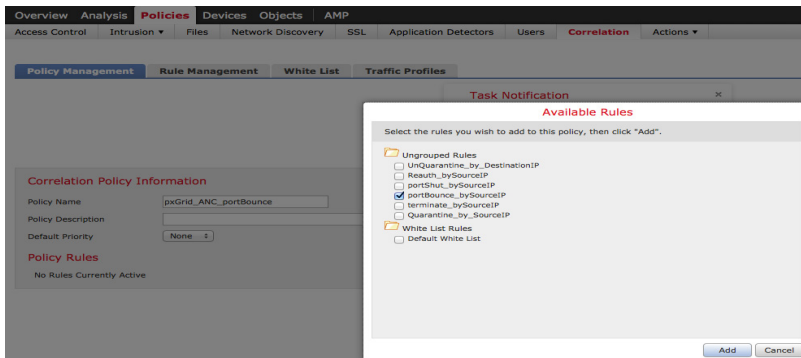 Overview Analysis Policies Devices Objects AMP
Access Control Intrusion ▾ Files Network Discovery SSL Application Detectors Users Correlation Actions ▾
Policy Management Rule Management White List Traffic Profiles
Task Notification ×
Available Rules
Select the rules you wish to add to this policy, then click "Add".
Ungrouped Rules
UnQuarantine_by_DestinationIP
Reauth_bySourceIP
portShut_bySourceIP
portBounce_bySourceIP
terminate_bySourceIP
Quarantine_by_SourceIP
White List Rules
Default White List
Add Cancel
Correlation Policy Information
Policy Name pxGrid_ANC_portBounce
Policy Description
Default Priority None
Policy Rules
No Rules Currently Active